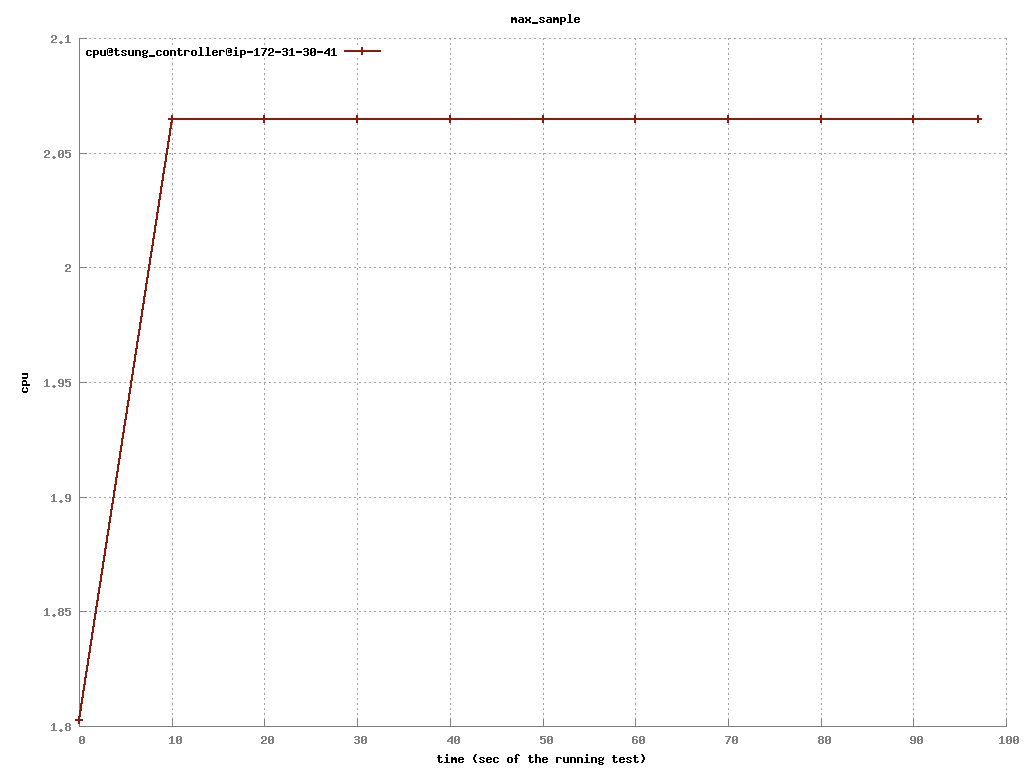 max_sample
2.1
cpu@tsung_controller@ip-172-31-30-41
2.05
2
cpu
1.95
1.9
1.85
1.8
0 10 20 30 40 50 60 70 80 90 100
time (sec of the running test)